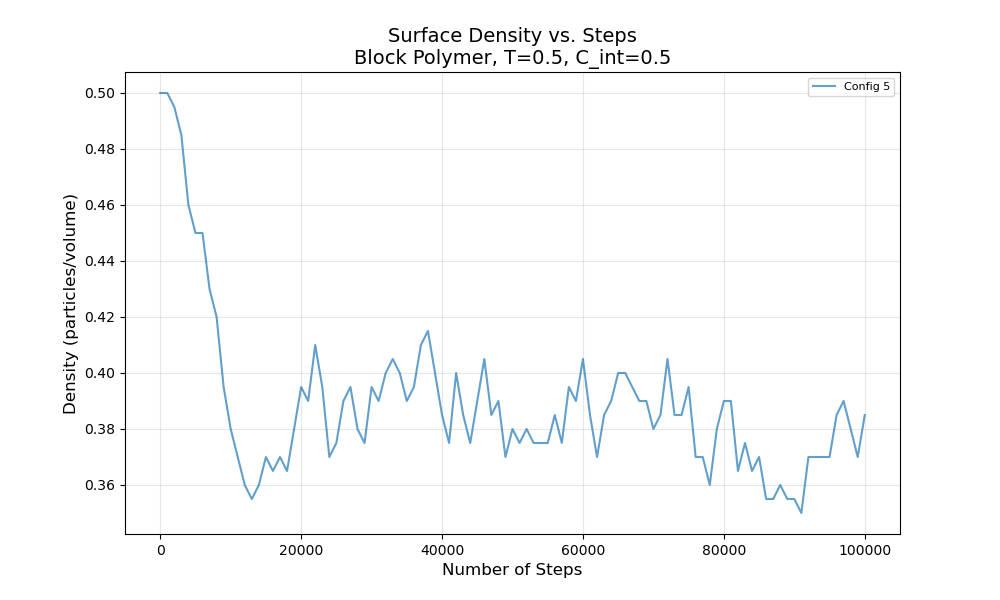 Surface Density vs. Steps
Block Polymer, T=0.5, C_int=0.5
Config 5
Density (particles/volume)
0.50
0.48
0.46
0.44
0.42
0.40
0.38
0.36
0 20000 40000 60000 80000 100000
Number of Steps